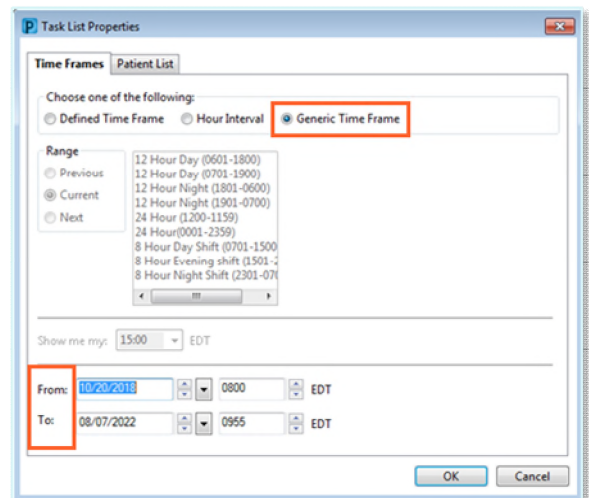 P Task List Properties
Time Frames Patient List
Choose one of the following:
Defined Time Frame Hour Interval Generic Time Frame
Range
Previous
Current
Next
12 Hour Day (0601-1800)
12 Hour Day (0701-1900)
12 Hour Night (1801-0600)
12 Hour Night (1901-0700)
24 Hour (1200-1159)
24 Hour(0001-2359)
8 Hour Day Shift (0701-1500
8 Hour Evening shift (1501-2
8 Hour Night Shift (2301-070
Show me my: 15:00 EDT
From: 10/20/2018 0800 EDT
To: 08/07/2022 0955 EDT
OK Cancel